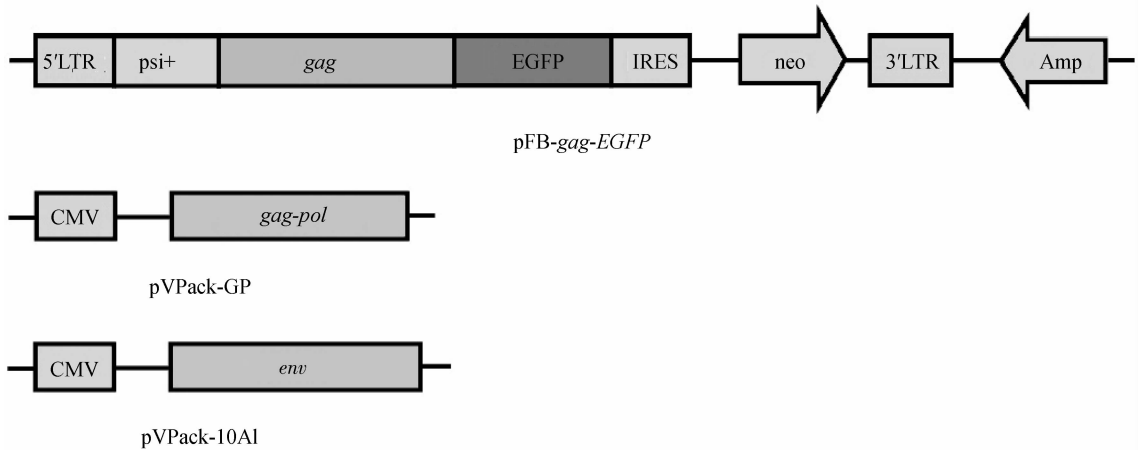 5′LTR psi+ gag EGFP IRES neo 3′LTR Amp
pFB-gag-EGFP
CMV gag-pol
pVPack-GP
CMV env
pVPack-10Al